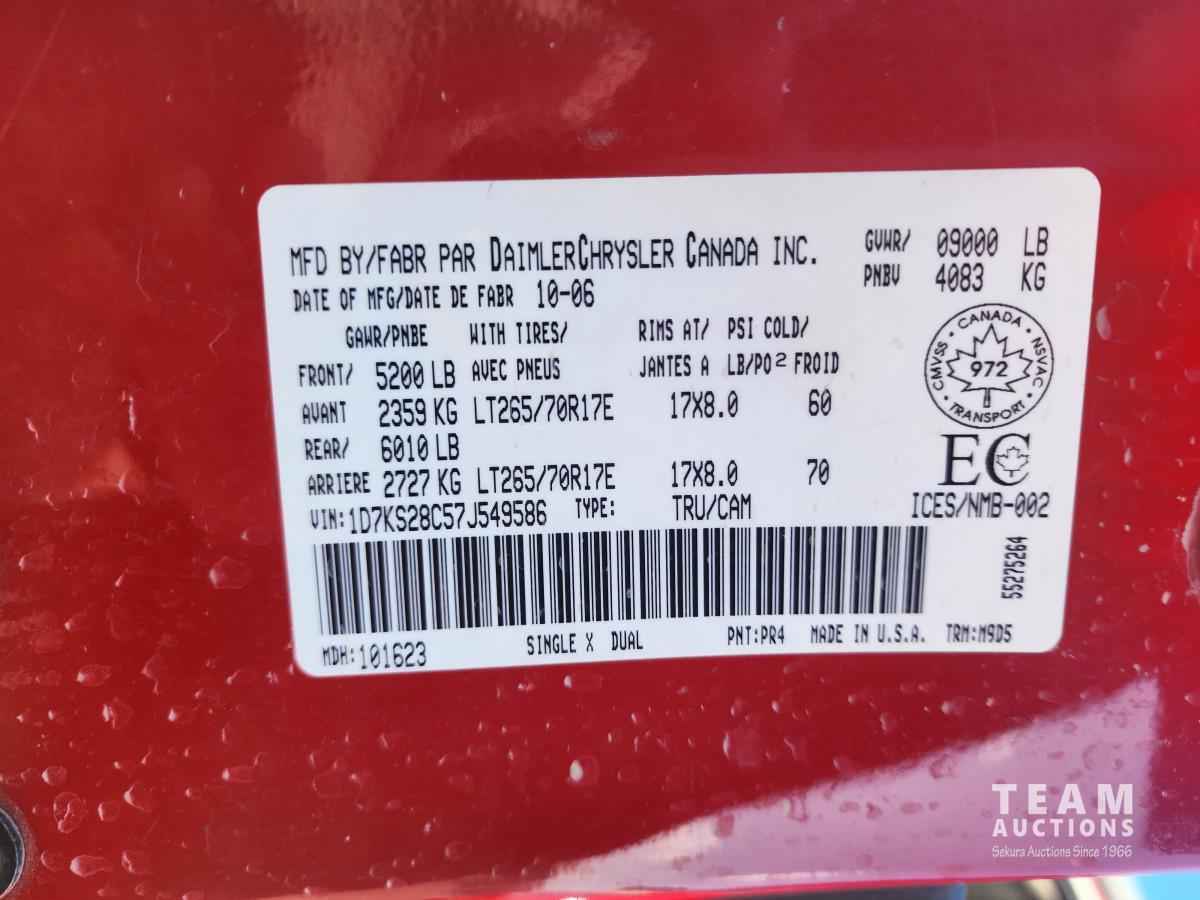 MFD BY/FABR PAR DAIMLERCHRYSLER CANADA INC.
GVWR/ 09000 LB
PNBV 4083 KG
DATE OF MFG/DATE DE FABR 10-06
GAWR/PNBE WITH TIRES/ RIMS AT/ PSI COLD/
FRONT/ 5200 LB AVEC PNEUS JANTES A LB/PO2 FROID
AVANT 2359 KG LT265/70R17E 17X8.0 60
REAR/ 6010 LB
ARRIERE 2727 KG LT265/70R17E 17X8.0 70
CANADA
CMVSS · NSVAC
972
TRANSPORT
EC
VIN:1D7KS28C57J549586 TYPE: TRU/CAM ICES/NMB-002
55275264
MDH:101623 SINGLE X DUAL PNT:PR4 MADE IN U.S.A. TRM:M9D5
TEAM
AUCTIONS
Sekura Auctions Since 1966